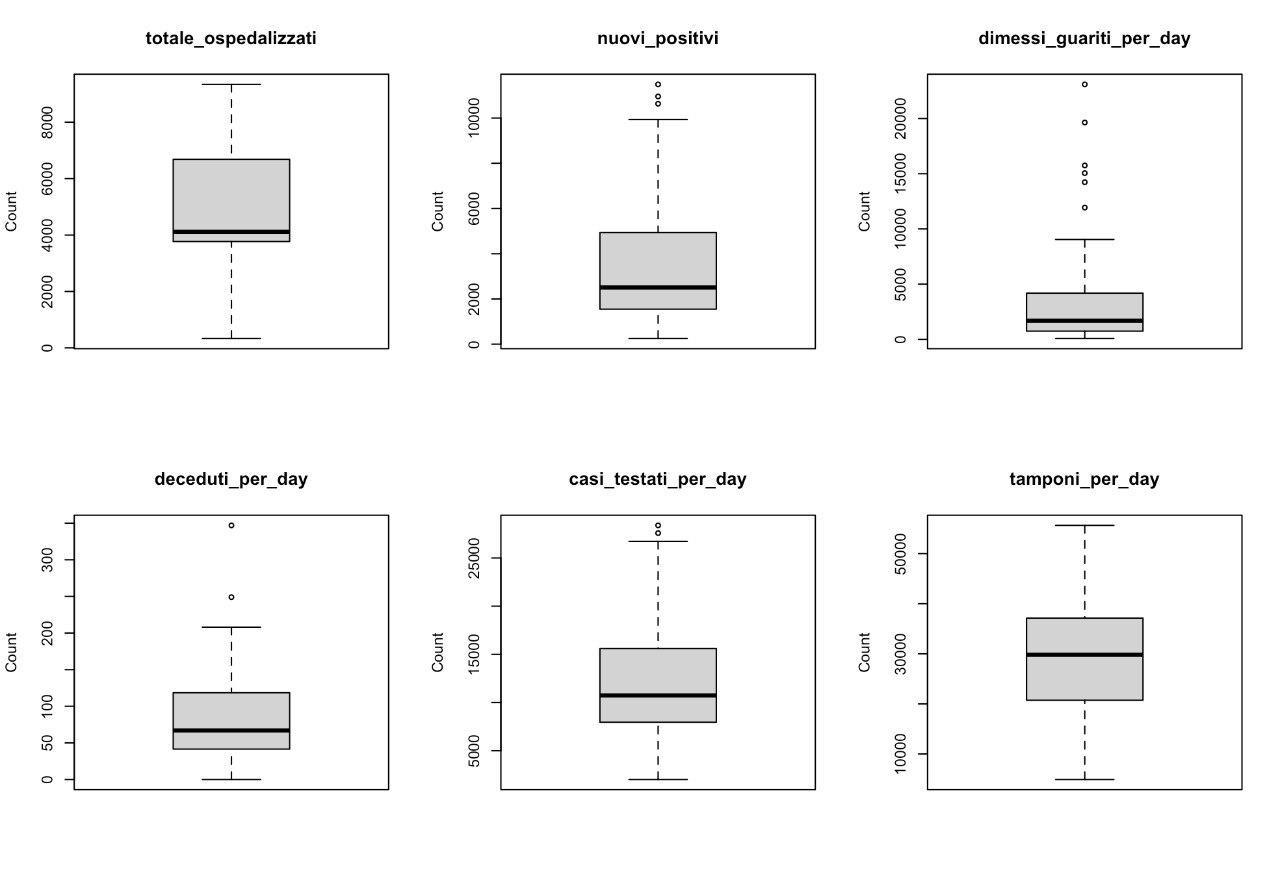 totale_ospedalizzati
Count
8000
6000
4000
2000
0
nuovi_positivi
Count
10000
6000
2000
0
dimessi_guariti_per_day
Count
20000
15000
10000
5000
0
deceduti_per_day
Count
300
200
100
50
0
casi_testati_per_day
Count
25000
15000
5000
tamponi_per_day
Count
50000
30000
10000